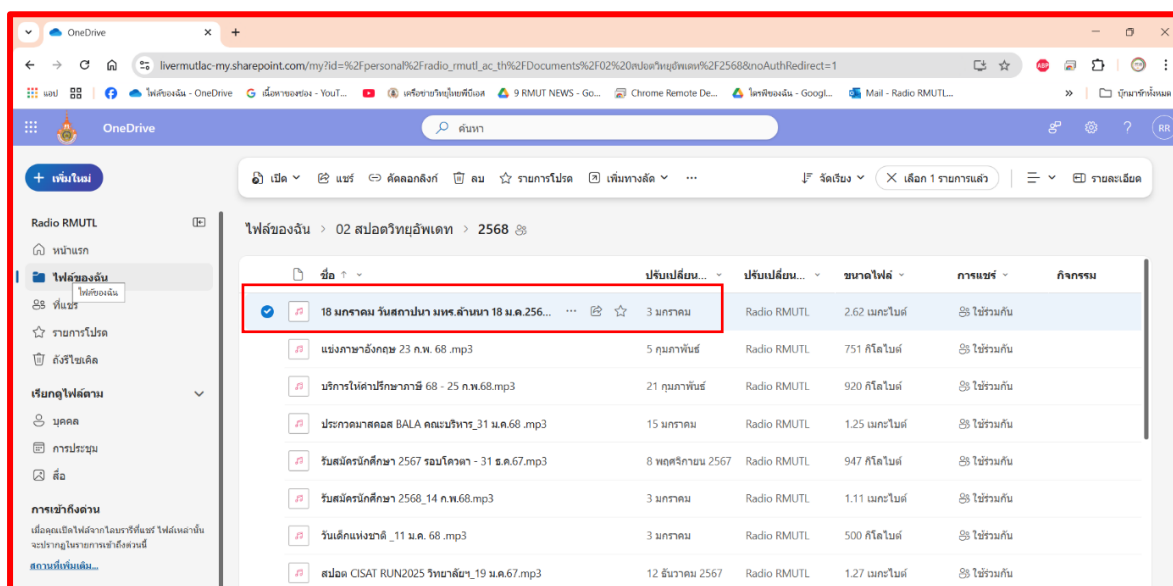 OneDrive
livermutlac-my.sharepoint.com/my?id=%2Fpersonal%2Fradio_rmutl_ac_th%2FDocuments%2F02%20สปอตวิทยุอัพเดท%2F2568&noAuthRedirect=1
แอป
ไฟล์ของฉัน - OneDrive
เนื้อหาของช่อง - YouT...
เครือข่ายวิทยุไทยพีบีเอส
9 RMUT NEWS - Go...
Chrome Remote De...
ไดรฟ์ของฉัน - Googl...
Mail - Radio RMUTL...
»
บุ๊กมาร์กทั้งหมด
OneDrive
ค้นหา
RR
+ เพิ่มใหม่
เปิด
แชร์
คัดลอกลิงก์
ลบ
รายการโปรด
เพิ่มทางลัด
...
จัดเรียง
เลือก 1 รายการแล้ว
รายละเอียด
Radio RMUTL
หน้าแรก
ไฟล์ของฉัน
ไฟล์ของฉัน
ที่แชร์
รายการโปรด
ถังรีไซเคิล
เรียกดูไฟล์ตาม
บุคคล
การประชุม
สื่อ
การเข้าถึงด่วน
เมื่อคุณเปิดไฟล์จากไลบรารีที่แชร์ ไฟล์เหล่านั้น
จะปรากฏในรายการเข้าถึงด่วนนี้
สถานที่เพิ่มเติม...
ไฟล์ของฉัน > 02 สปอตวิทยุอัพเดท > 2568
ชื่อ ปรับเปลี่ยน... ปรับเปลี่ยน... ขนาดไฟล์ การแชร์ กิจกรรม
18 มกราคม วันสถาปนา มทร.ล้านนา 18 ม.ค.256... ... 3 มกราคม Radio RMUTL 2.62 เมกะไบต์ ใช้ร่วมกัน
แข่งภาษาอังกฤษ 23 ก.พ. 68 .mp3 5 กุมภาพันธ์ Radio RMUTL 751 กิโลไบต์ ใช้ร่วมกัน
บริการให้คำปรึกษาภาษี 68 - 25 ก.พ.68.mp3 21 กุมภาพันธ์ Radio RMUTL 920 กิโลไบต์ ใช้ร่วมกัน
ประกวดมาสคอส BALA คณะบริหาร_31 ม.ค.68 .mp3 15 มกราคม Radio RMUTL 1.25 เมกะไบต์ ใช้ร่วมกัน
รับสมัครนักศึกษา 2567 รอบโควตา - 31 ธ.ค.67.mp3 8 พฤศจิกายน 2567 Radio RMUTL 947 กิโลไบต์ ใช้ร่วมกัน
รับสมัครนักศึกษา 2568_14 ก.พ.68.mp3 3 มกราคม Radio RMUTL 1.11 เมกะไบต์ ใช้ร่วมกัน
วันเด็กแห่งชาติ _11 ม.ค. 68 .mp3 3 มกราคม Radio RMUTL 500 กิโลไบต์ ใช้ร่วมกัน
สปอต CISAT RUN2025 วิทยาลัยฯ_19 ม.ค.67.mp3 12 ธันวาคม 2567 Radio RMUTL 1.27 เมกะไบต์ ใช้ร่วมกัน